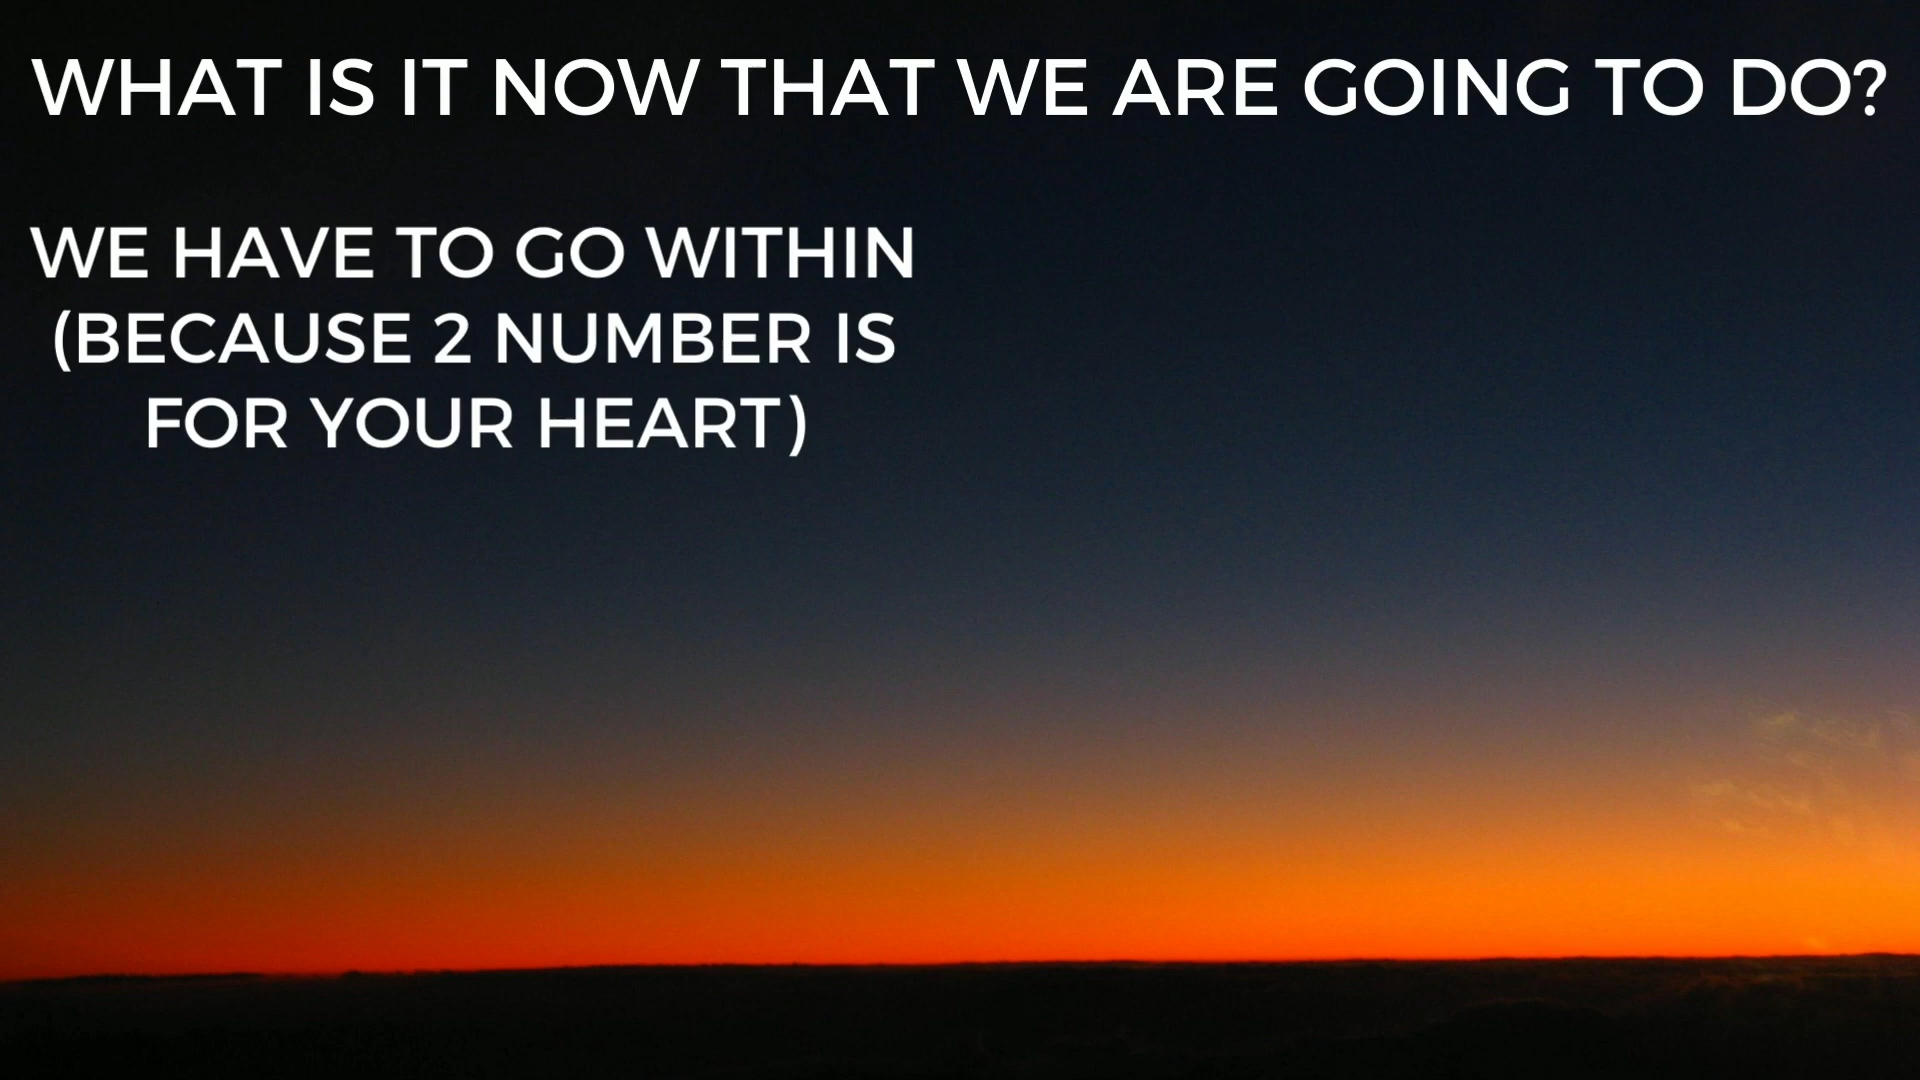 WHAT IS IT NOW THAT WE ARE GOING TO DO?
WE HAVE TO GO WITHIN
(BECAUSE 2 NUMBER IS
FOR YOUR HEART)